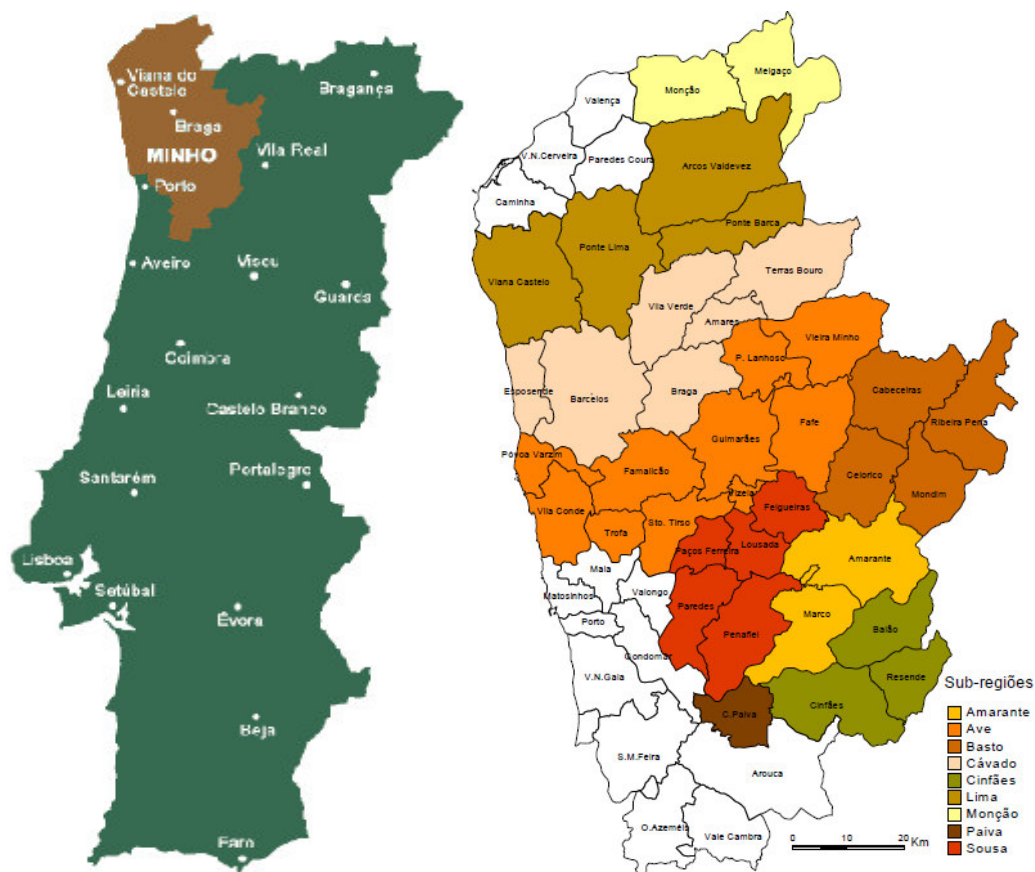 Viana do
Castelo
Braga
MINHO
Porto
Bragança
Vila Real
Aveiro
Viseu
Guarda
Coimbra
Leiria
Castelo Branco
Santarém
Portalegre
Lisboa
Setúbal
Évora
Beja
Faro
Melgaço
Monção
Valença
V.N.Cerveira
Paredes Coura
Arcos Valdevez
Caminha
Ponte Barca
Ponte Lima
Viana Castelo
Terras Bouro
Vila Verde
Amares
Vieira Minho
P. Lanhoso
Esposende
Barcelos
Braga
Cabeceiras
Ribeira Pena
Guimarães
Fafe
Póvoa Varzim
Famalicão
Celorico
Mondim
Vizela
Felgueiras
Vila Conde
Trofa
Sto. Tirso
Paços Ferreira
Lousada
Amarante
Maia
Matosinhos
Valongo
Paredes
Penafiel
Marco
Porto
Baião
Gondomar
V.N.Gaia
Resende
C.Paiva
Cinfães
S.M.Feira
Arouca
O.Azeméis
Vale Cambra
Sub-regiões
Amarante
Ave
Basto
Cávado
Cinfães
Lima
Monção
Paiva
Sousa
0 10 20 Km